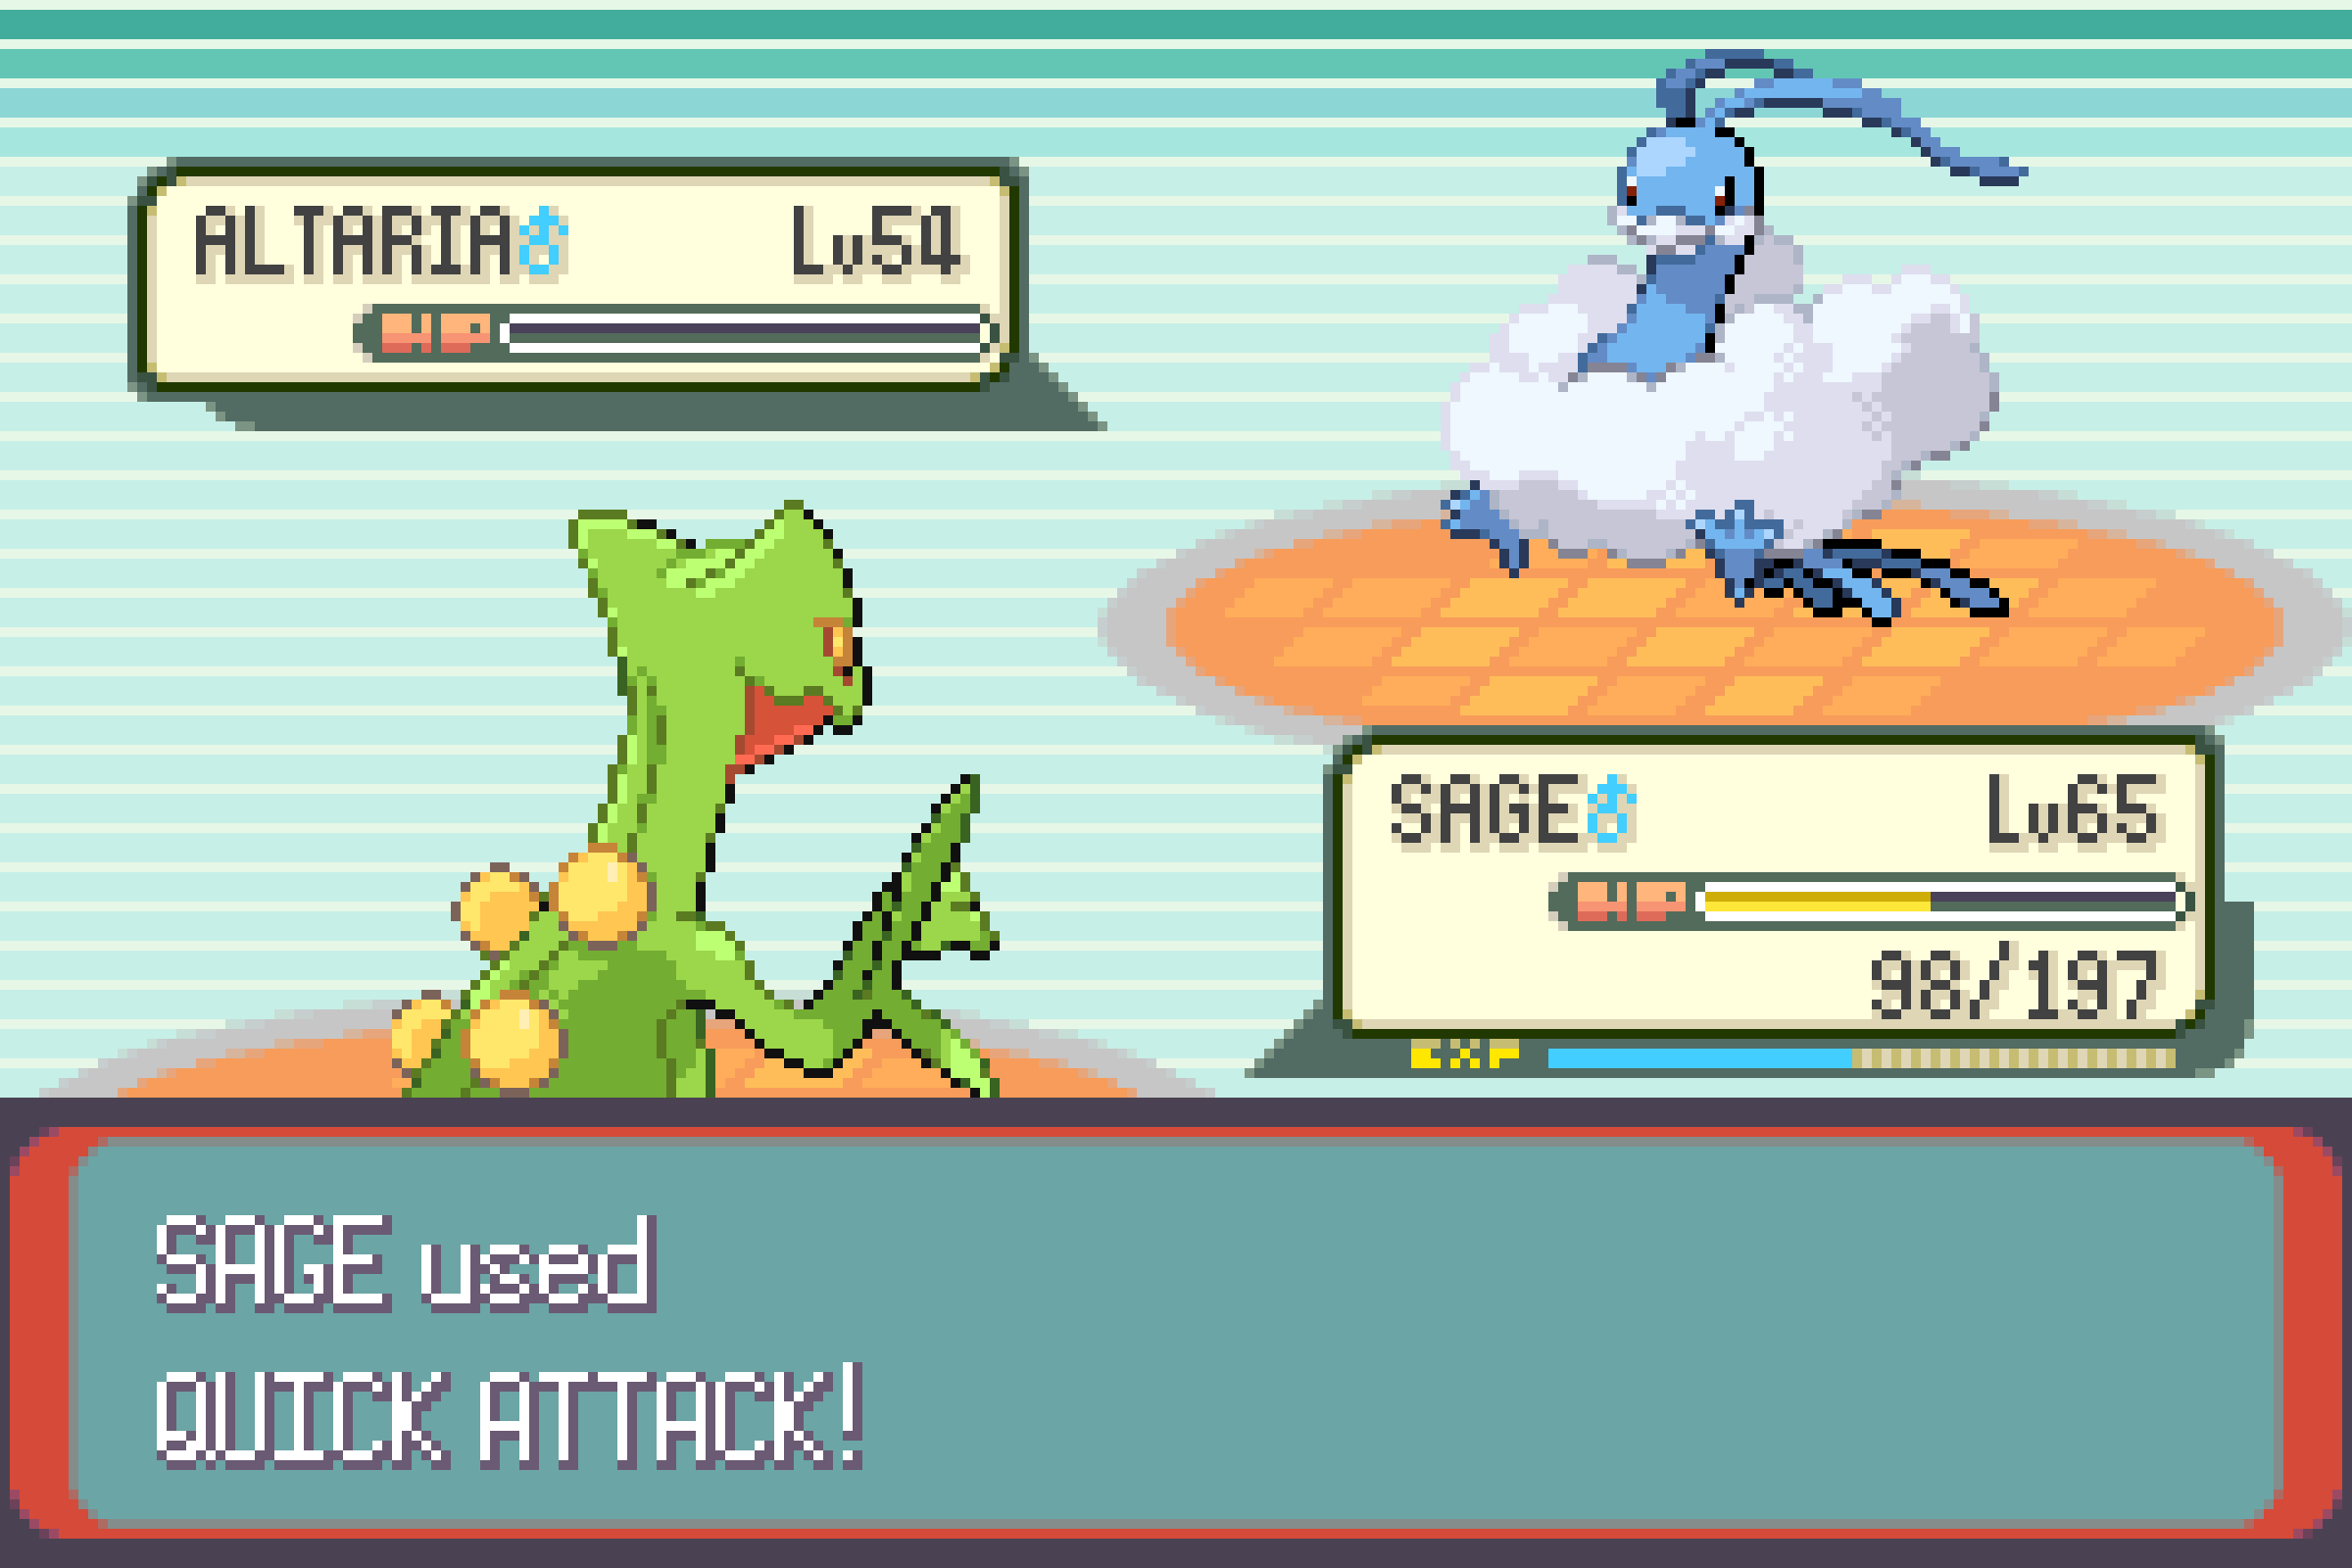 ALTARIA♂ Lv54
HP
SAGE♂ Lv65
HP
98/197
EXP
SAGE used
QUICK ATTACK!